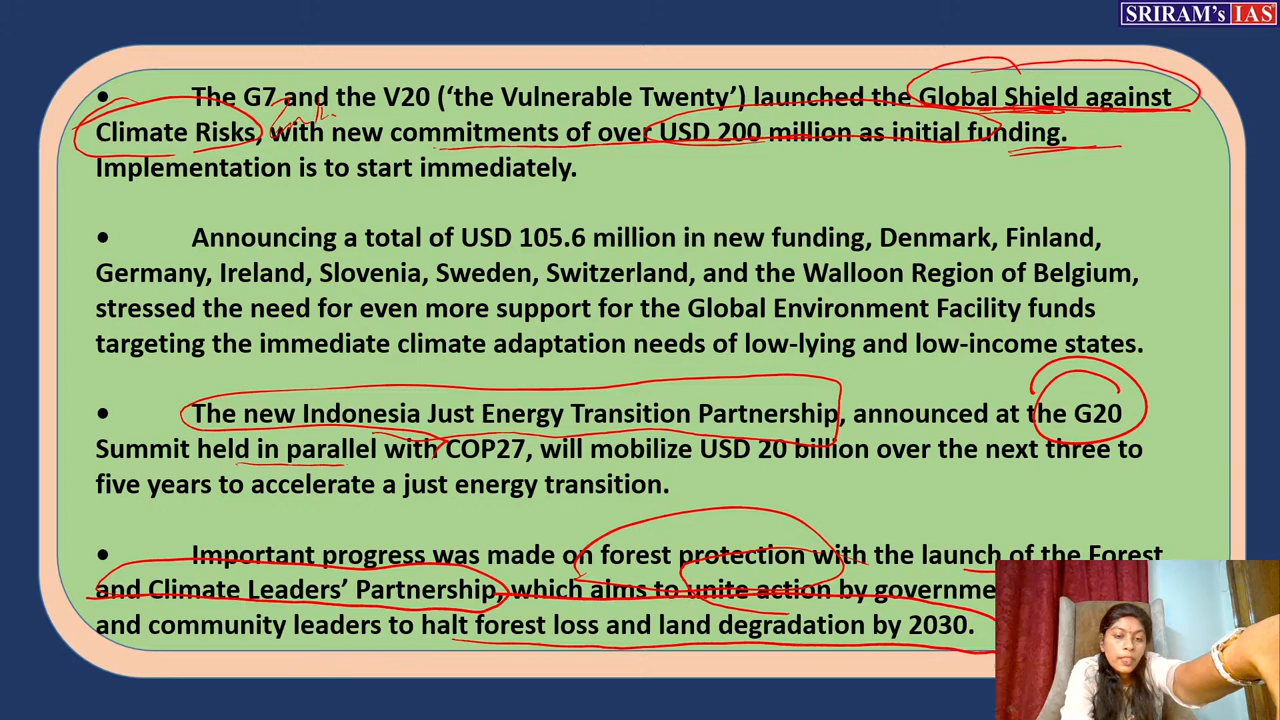 SRIRAM's IAS
• The G7 and the V20 (‘the Vulnerable Twenty’) launched the Global Shield against
Climate Risks, with new commitments of over USD 200 million as initial funding.
Implementation is to start immediately.
• Announcing a total of USD 105.6 million in new funding, Denmark, Finland,
Germany, Ireland, Slovenia, Sweden, Switzerland, and the Walloon Region of Belgium,
stressed the need for even more support for the Global Environment Facility funds
targeting the immediate climate adaptation needs of low-lying and low-income states.
• The new Indonesia Just Energy Transition Partnership, announced at the G20
Summit held in parallel with COP27, will mobilize USD 20 billion over the next three to
five years to accelerate a just energy transition.
• Important progress was made on forest protection with the launch of the Forest
and Climate Leaders’ Partnership, which aims to unite action by
and community leaders to halt forest loss and land degradation by 2030.